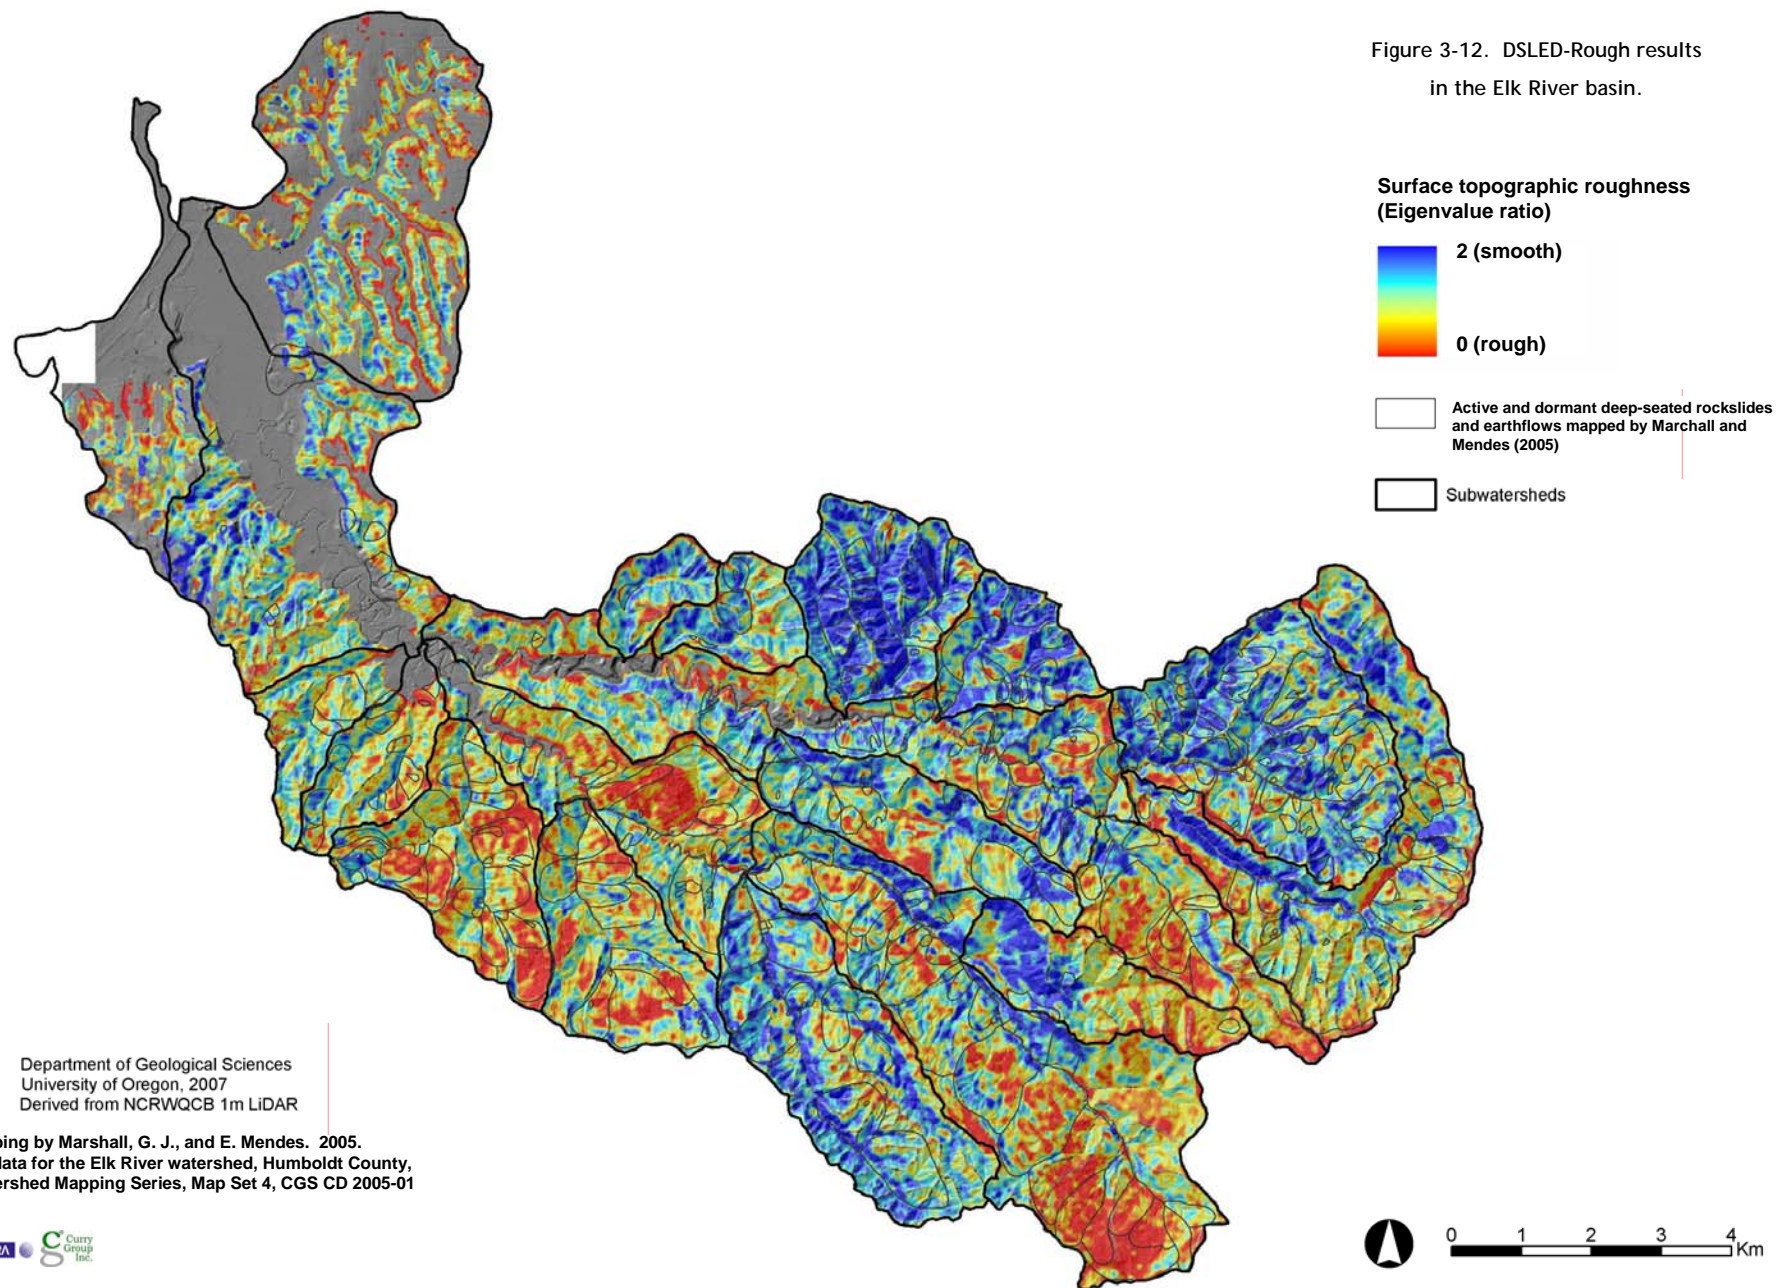 Figure 3-12. DSLED-Rough results
in the Elk River basin.
Surface topographic roughness
(Eigenvalue ratio)
2 (smooth)
0 (rough)
Active and dormant deep-seated rockslides
and earthflows mapped by Marchall and
Mendes (2005)
Subwatersheds
Department of Geological Sciences
University of Oregon, 2007
Derived from NCRWQCB 1m LiDAR
ping by Marshall, G. J., and E. Mendes. 2005.
data for the Elk River watershed, Humboldt County,
ershed Mapping Series, Map Set 4, CGS CD 2005-01
Curry
Group
Inc.
0 1 2 3 4
Km